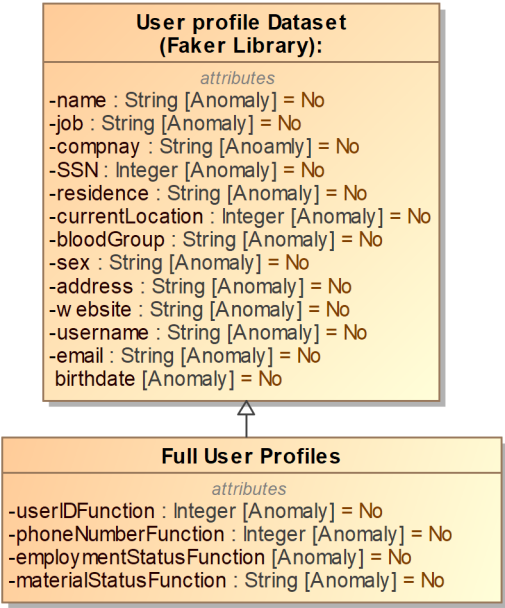 User profile Dataset
(Faker Library):
attributes
-name : String [Anomaly] = No
-job : String [Anomaly] = No
-compnay : String [Anoamly] = No
-SSN : Integer [Anomaly] = No
-residence : String [Anomaly] = No
-currentLocation : Integer [Anomaly] = No
-bloodGroup : String [Anomaly] = No
-sex : String [Anomaly] = No
-address : String [Anomaly] = No
-website : String [Anomaly] = No
-username : String [Anomaly] = No
-email : String [Anomaly] = No
birthdate [Anomaly] = No
Full User Profiles
attributes
-userIDFunction : Integer [Anomaly] = No
-phoneNumberFunction : Integer [Anomaly] = No
-employmentStatusFunction [Anomaly] = No
-materialStatusFunction : String [Anomaly] = No